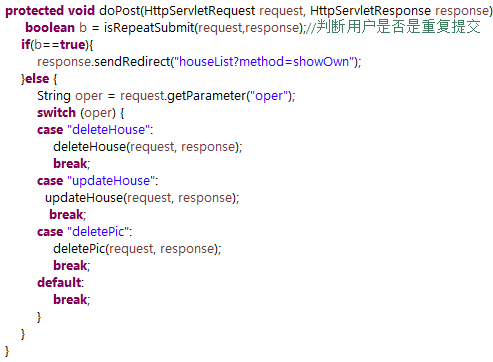 protected void doPost(HttpServletRequest request, HttpServletResponse response)
    boolean b = isRepeatSubmit(request,response);//判断用户是否是重复提交
   if(b==true){
      response.sendRedirect("houseList?method=showOwn");
   }else {
      String oper = request.getParameter("oper");
      switch (oper) {
      case "deleteHouse":
         deleteHouse(request, response);
         break;
      case "updateHouse":
       updateHouse(request, response);
        break;
      case "deletePic":
         deletePic(request, response);
         break;
      default:
         break;
      }
   }
}